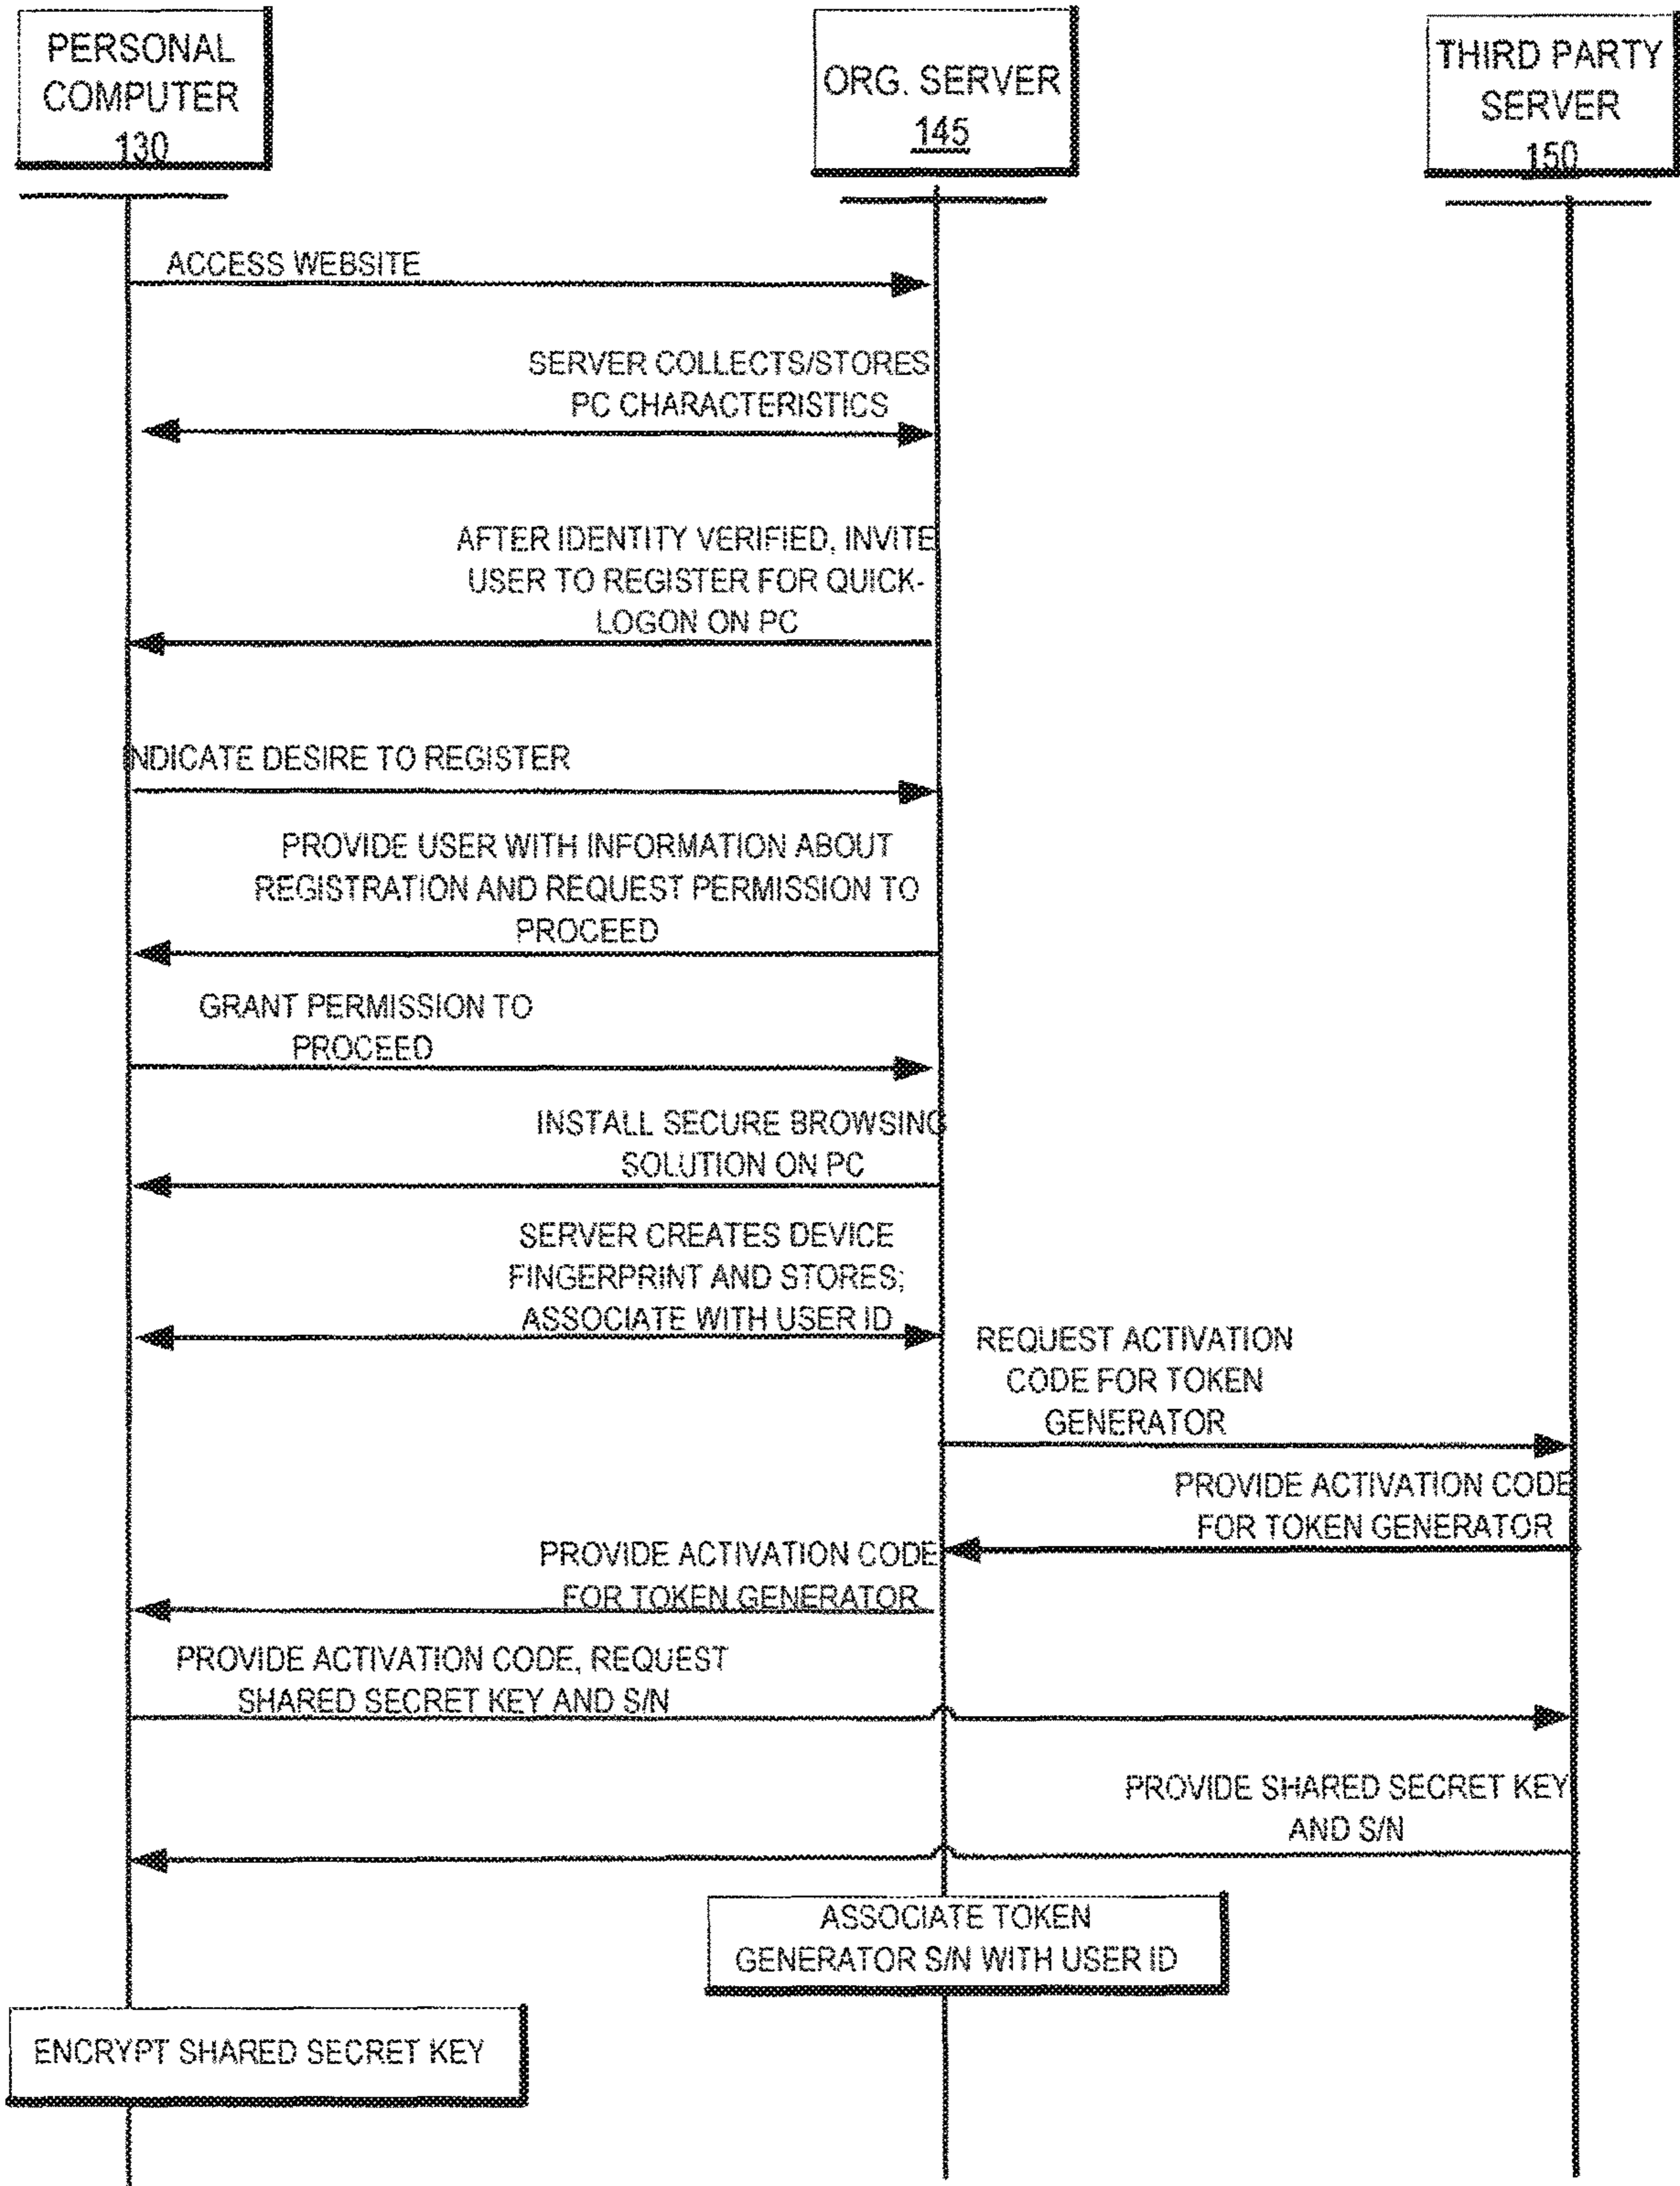 PERSONAL
COMPUTER
130
ORG. SERVER
145
THIRD PARTY
SERVER
150
ACCESS WEBSITE
SERVER COLLECTS/STORES
PC CHARACTERISTICS
AFTER IDENTITY VERIFIED, INVITE
USER TO REGISTER FOR QUICK-
LOGON ON PC
INDICATE DESIRE TO REGISTER
PROVIDE USER WITH INFORMATION ABOUT
REGISTRATION AND REQUEST PERMISSION TO
PROCEED
GRANT PERMISSION TO
PROCEED
INSTALL SECURE BROWSING
SOLUTION ON PC
SERVER CREATES DEVICE
FINGERPRINT AND STORES;
ASSOCIATE WITH USER ID
REQUEST ACTIVATION
CODE FOR TOKEN
GENERATOR
PROVIDE ACTIVATION CODE
FOR TOKEN GENERATOR
PROVIDE ACTIVATION CODE
FOR TOKEN GENERATOR
PROVIDE ACTIVATION CODE, REQUEST
SHARED SECRET KEY AND S/N
PROVIDE SHARED SECRET KEY
AND S/N
ASSOCIATE TOKEN
GENERATOR S/N WITH USER ID
ENCRYPT SHARED SECRET KEY